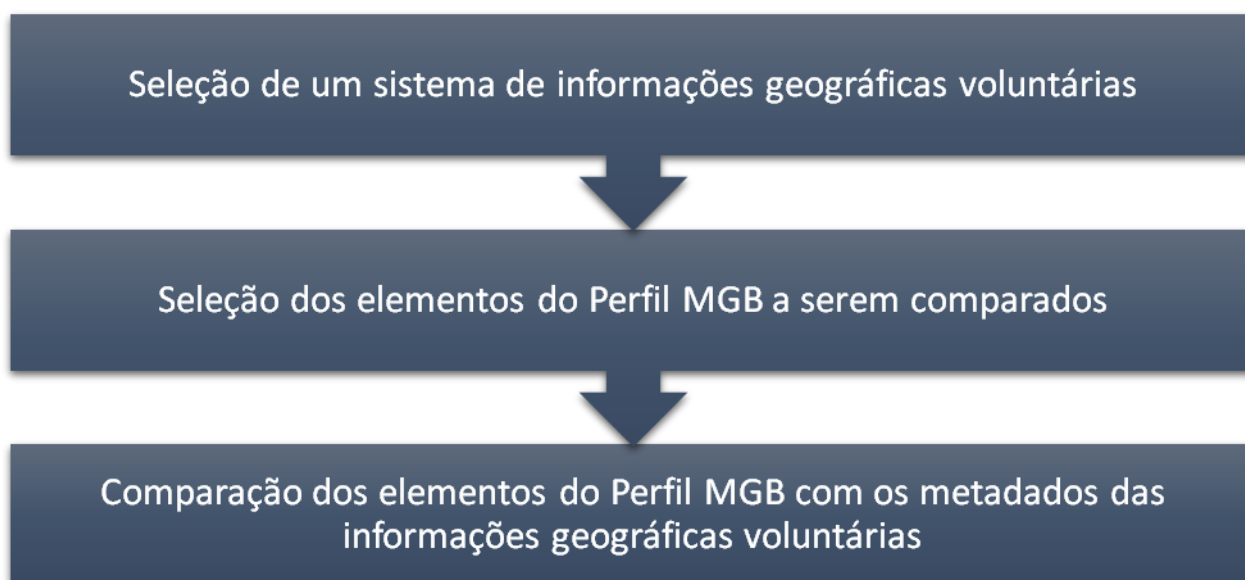 Seleção de um sistema de informações geográficas voluntárias
Seleção dos elementos do Perfil MGB a serem comparados
Comparação dos elementos do Perfil MGB com os metadados das
informações geográficas voluntárias